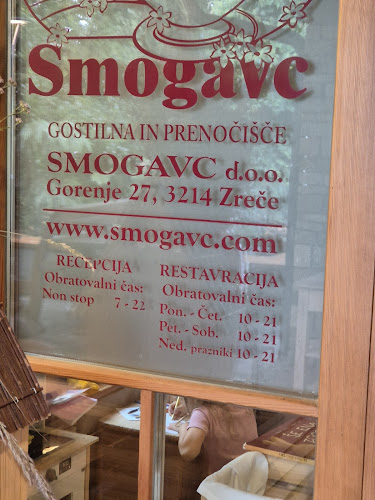 Smogavc
GOSTILNA IN PRENOČIŠČE
SMOGAVC d.o.o.
Gorenje 27, 3214 Zreče
www.smogavc.com
RECEPCIJA
Obratovalni čas:
Non stop 7 - 22
RESTAVRACIJA
Obratovalni čas:
Pon. - Čet. 10 - 21
Pet. - Sob. 10 - 21
Ned. prazniki 10 - 21